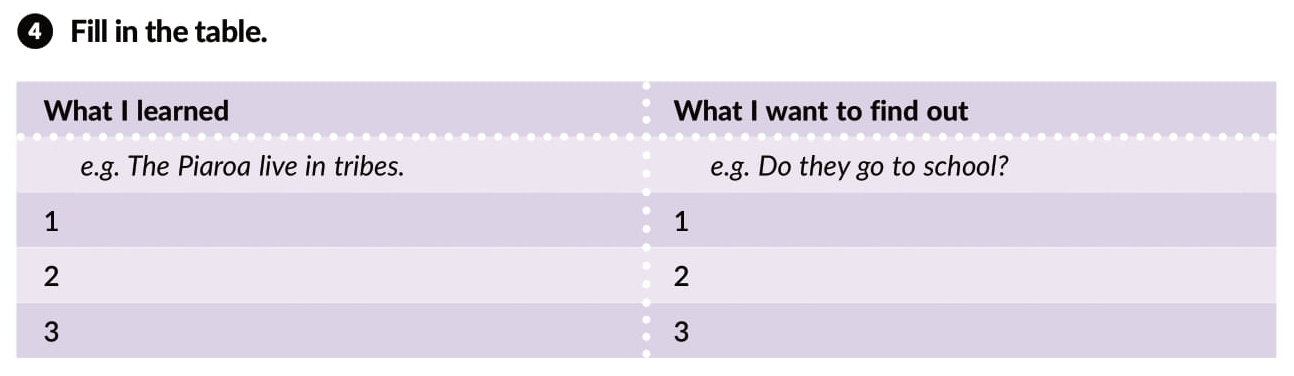 4 Fill in the table.
What I learned What I want to find out
e.g. The Piaroa live in tribes. e.g. Do they go to school?
1 1
2 2
3 3